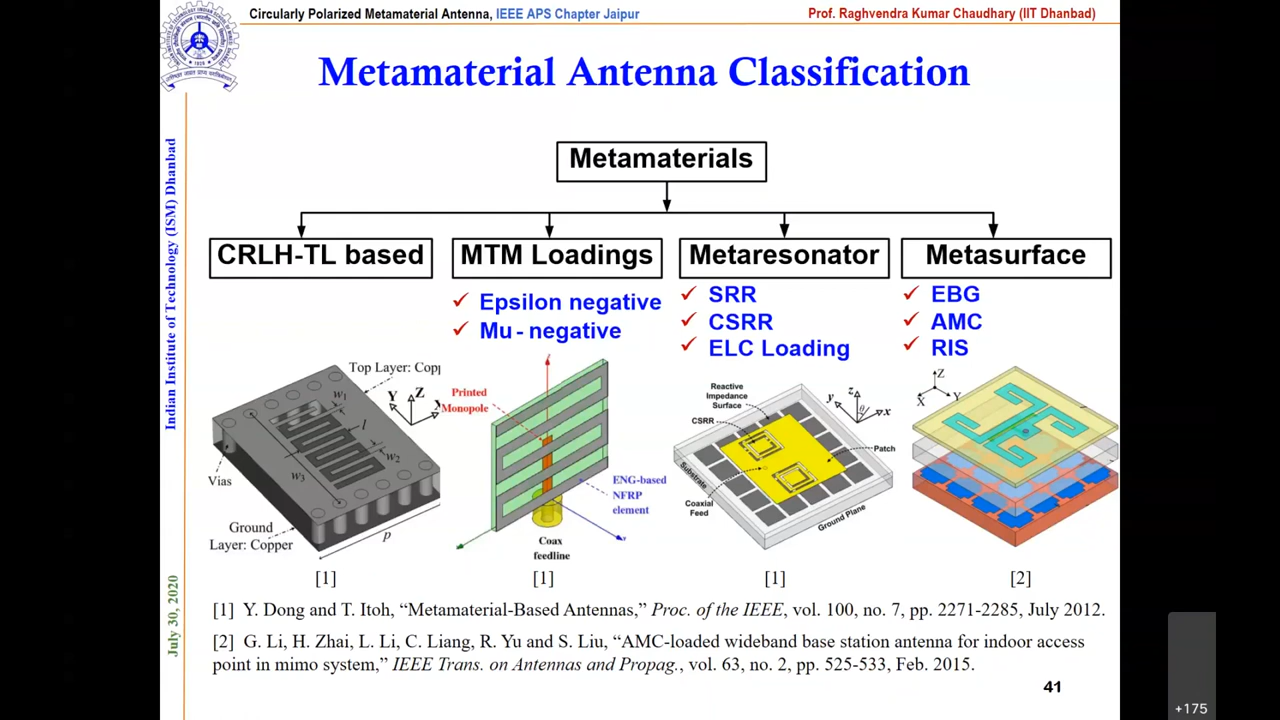 Circularly Polarized Metamaterial Antenna, IEEE APS Chapter Jaipur
Prof. Raghvendra Kumar Chaudhary (IIT Dhanbad)
Metamaterial Antenna Classification
Indian Institute of Technology (ISM) Dhanbad
July 30, 2020
Metamaterials
CRLH-TL based
MTM Loadings
Metaresonator
Metasurface
✓ Epsilon negative
✓ Mu - negative
✓ SRR
✓ CSRR
✓ ELC Loading
✓ EBG
✓ AMC
✓ RIS
Top Layer: Copp
w1
l
w2
w3
Vias
Ground
Layer: Copper
p
Y
Z
[1]
Printed
Monopole
ENG-based
NFRP
element
Coax
feedline
[1]
Reactive
Impedance
Surface
CSRR
Patch
Substrate
Coaxial
Feed
Ground Plane
z
y
x
θ
[1]
Z
X
Y
[2]
[1] Y. Dong and T. Itoh, “Metamaterial-Based Antennas,” Proc. of the IEEE, vol. 100, no. 7, pp. 2271-2285, July 2012.
[2] G. Li, H. Zhai, L. Li, C. Liang, R. Yu and S. Liu, “AMC-loaded wideband base station antenna for indoor access
point in mimo system,” IEEE Trans. on Antennas and Propag., vol. 63, no. 2, pp. 525-533, Feb. 2015.
41
+175